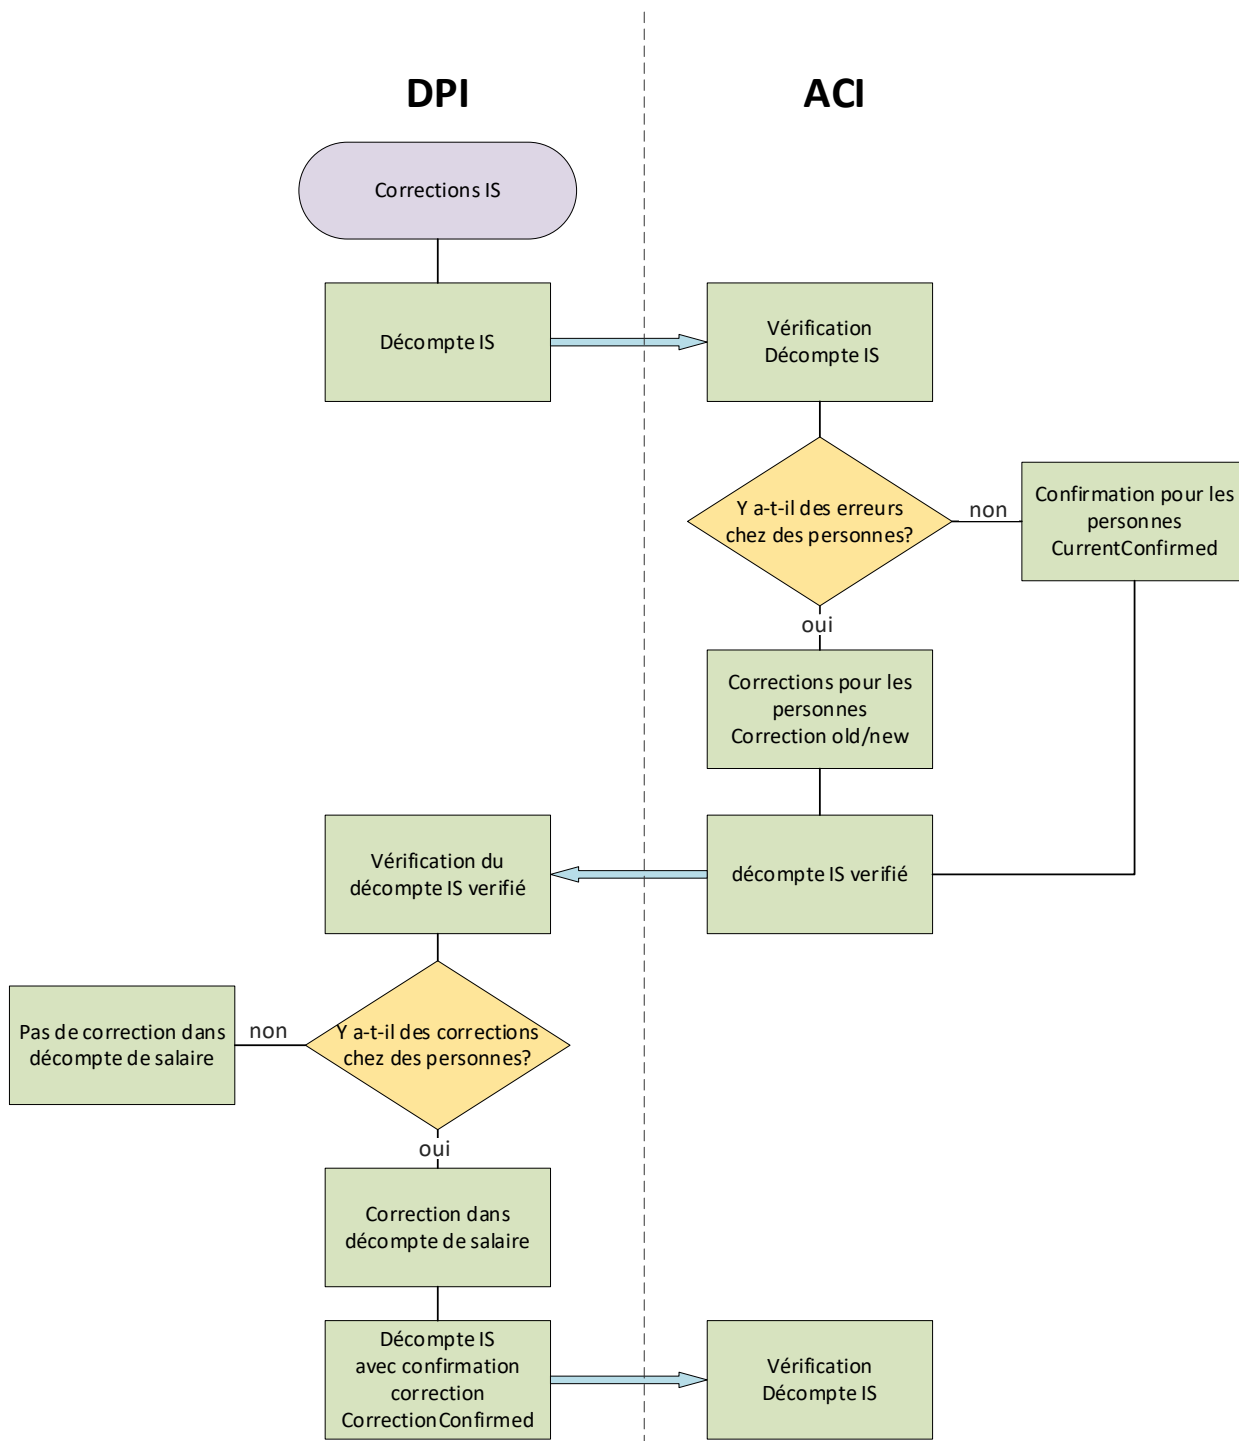 DPI
ACI
Corrections IS
Décompte IS
Vérification
Décompte IS
Y a-t-il des erreurs
chez des personnes?
non
Confirmation pour les
personnes
CurrentConfirmed
oui
Corrections pour les
personnes
Correction old/new
Vérification du
décompte IS verifié
décompte IS verifié
Pas de correction dans
décompte de salaire
non
Y a-t-il des corrections
chez des personnes?
oui
Correction dans
décompte de salaire
Décompte IS
avec confirmation
correction
CorrectionConfirmed
Vérification
Décompte IS